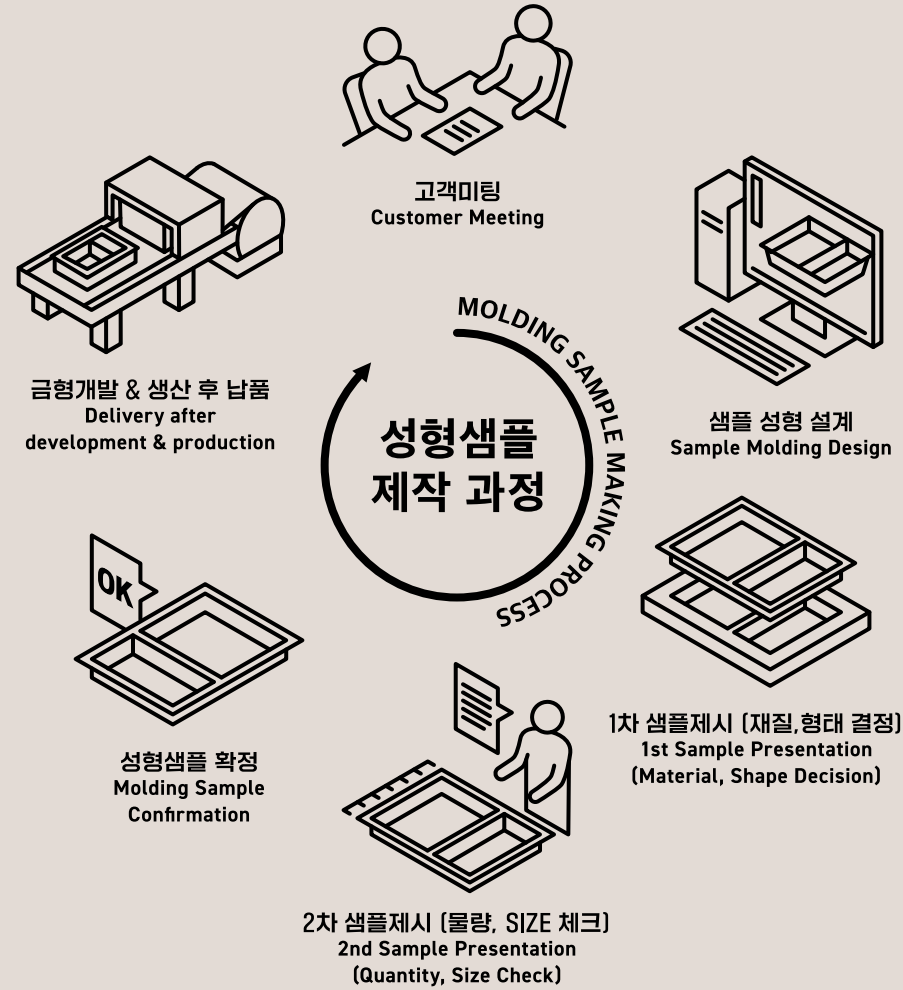 고객미팅
Customer Meeting
샘플 성형 설계
Sample Molding Design
1차 샘플제시 (재질,형태 결정)
1st Sample Presentation
(Material, Shape Decision)
2차 샘플제시 (물량, SIZE 체크)
2nd Sample Presentation
(Quantity, Size Check)
OK
성형샘플 확정
Molding Sample
Confirmation
금형개발 & 생산 후 납품
Delivery after
development & production
성형샘플
제작 과정
MOLDING SAMPLE MAKING PROCESS